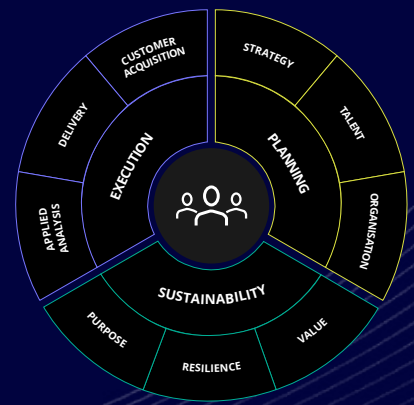 CUSTOMER
ACQUISITION
STRATEGY
DELIVERY
TALENT
EXECUTION
PLANNING
APPLIED
ANALYSIS
ORGANISATION
SUSTAINABILITY
PURPOSE
RESILIENCE
VALUE